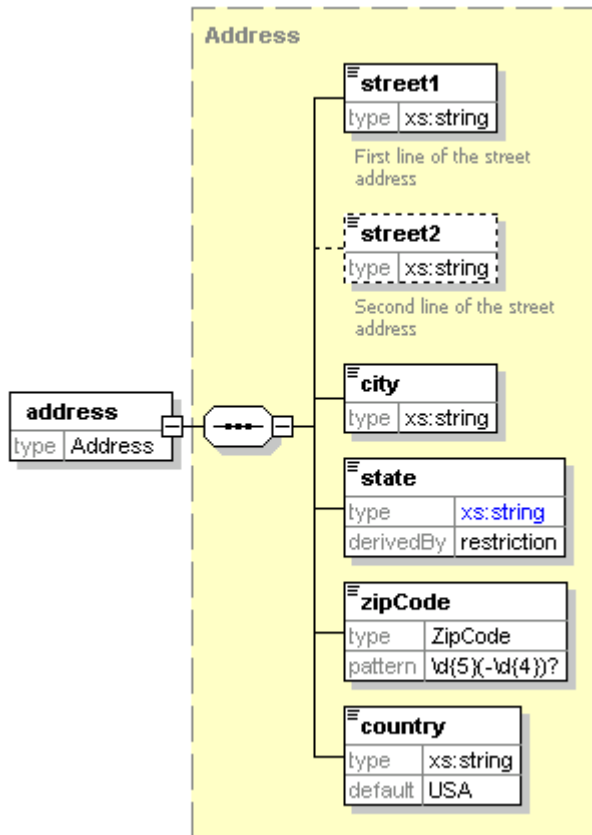 Address
street1
type xs:string
First line of the street
address
street2
type xs:string
Second line of the street
address
city
type xs:string
address
type Address
state
type xs:string
derivedBy restriction
zipCode
type ZipCode
pattern \d{5}(-\d{4})?
country
type xs:string
default USA